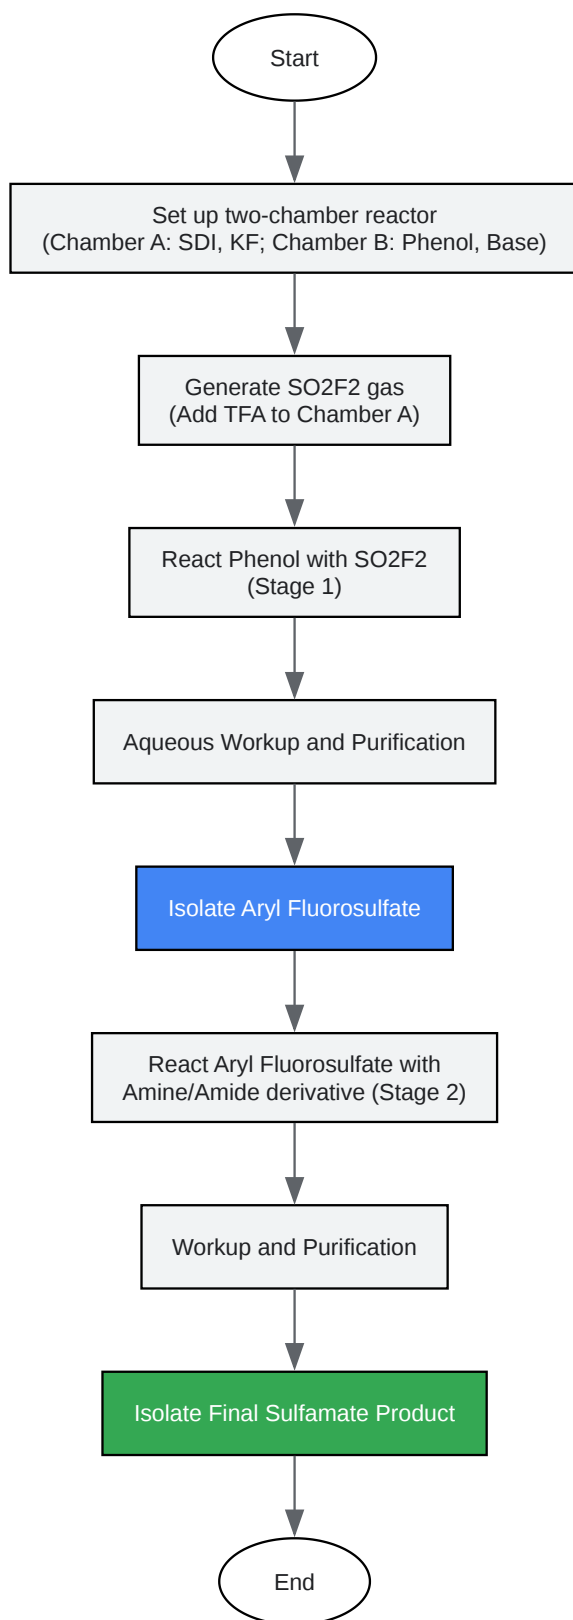 Start
Set up two-chamber reactor
(Chamber A: SDI, KF; Chamber B: Phenol, Base)
Generate SO2F2 gas
(Add TFA to Chamber A)
React Phenol with SO2F2
(Stage 1)
Aqueous Workup and Purification
Isolate Aryl Fluorosulfate
React Aryl Fluorosulfate with
Amine/Amide derivative (Stage 2)
Workup and Purification
Isolate Final Sulfamate Product
End